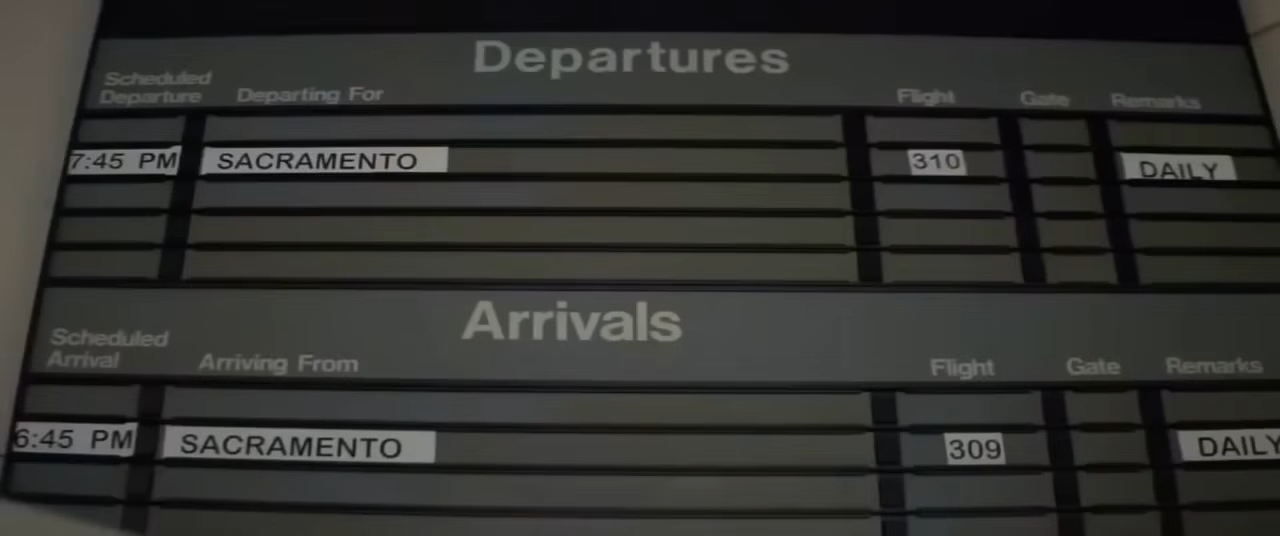 Departures
Scheduled Departure Departing For Flight Gate Remarks
7:45 PM SACRAMENTO 310 DAILY
Arrivals
Scheduled Arrival Arriving From Flight Gate Remarks
6:45 PM SACRAMENTO 309 DAILY